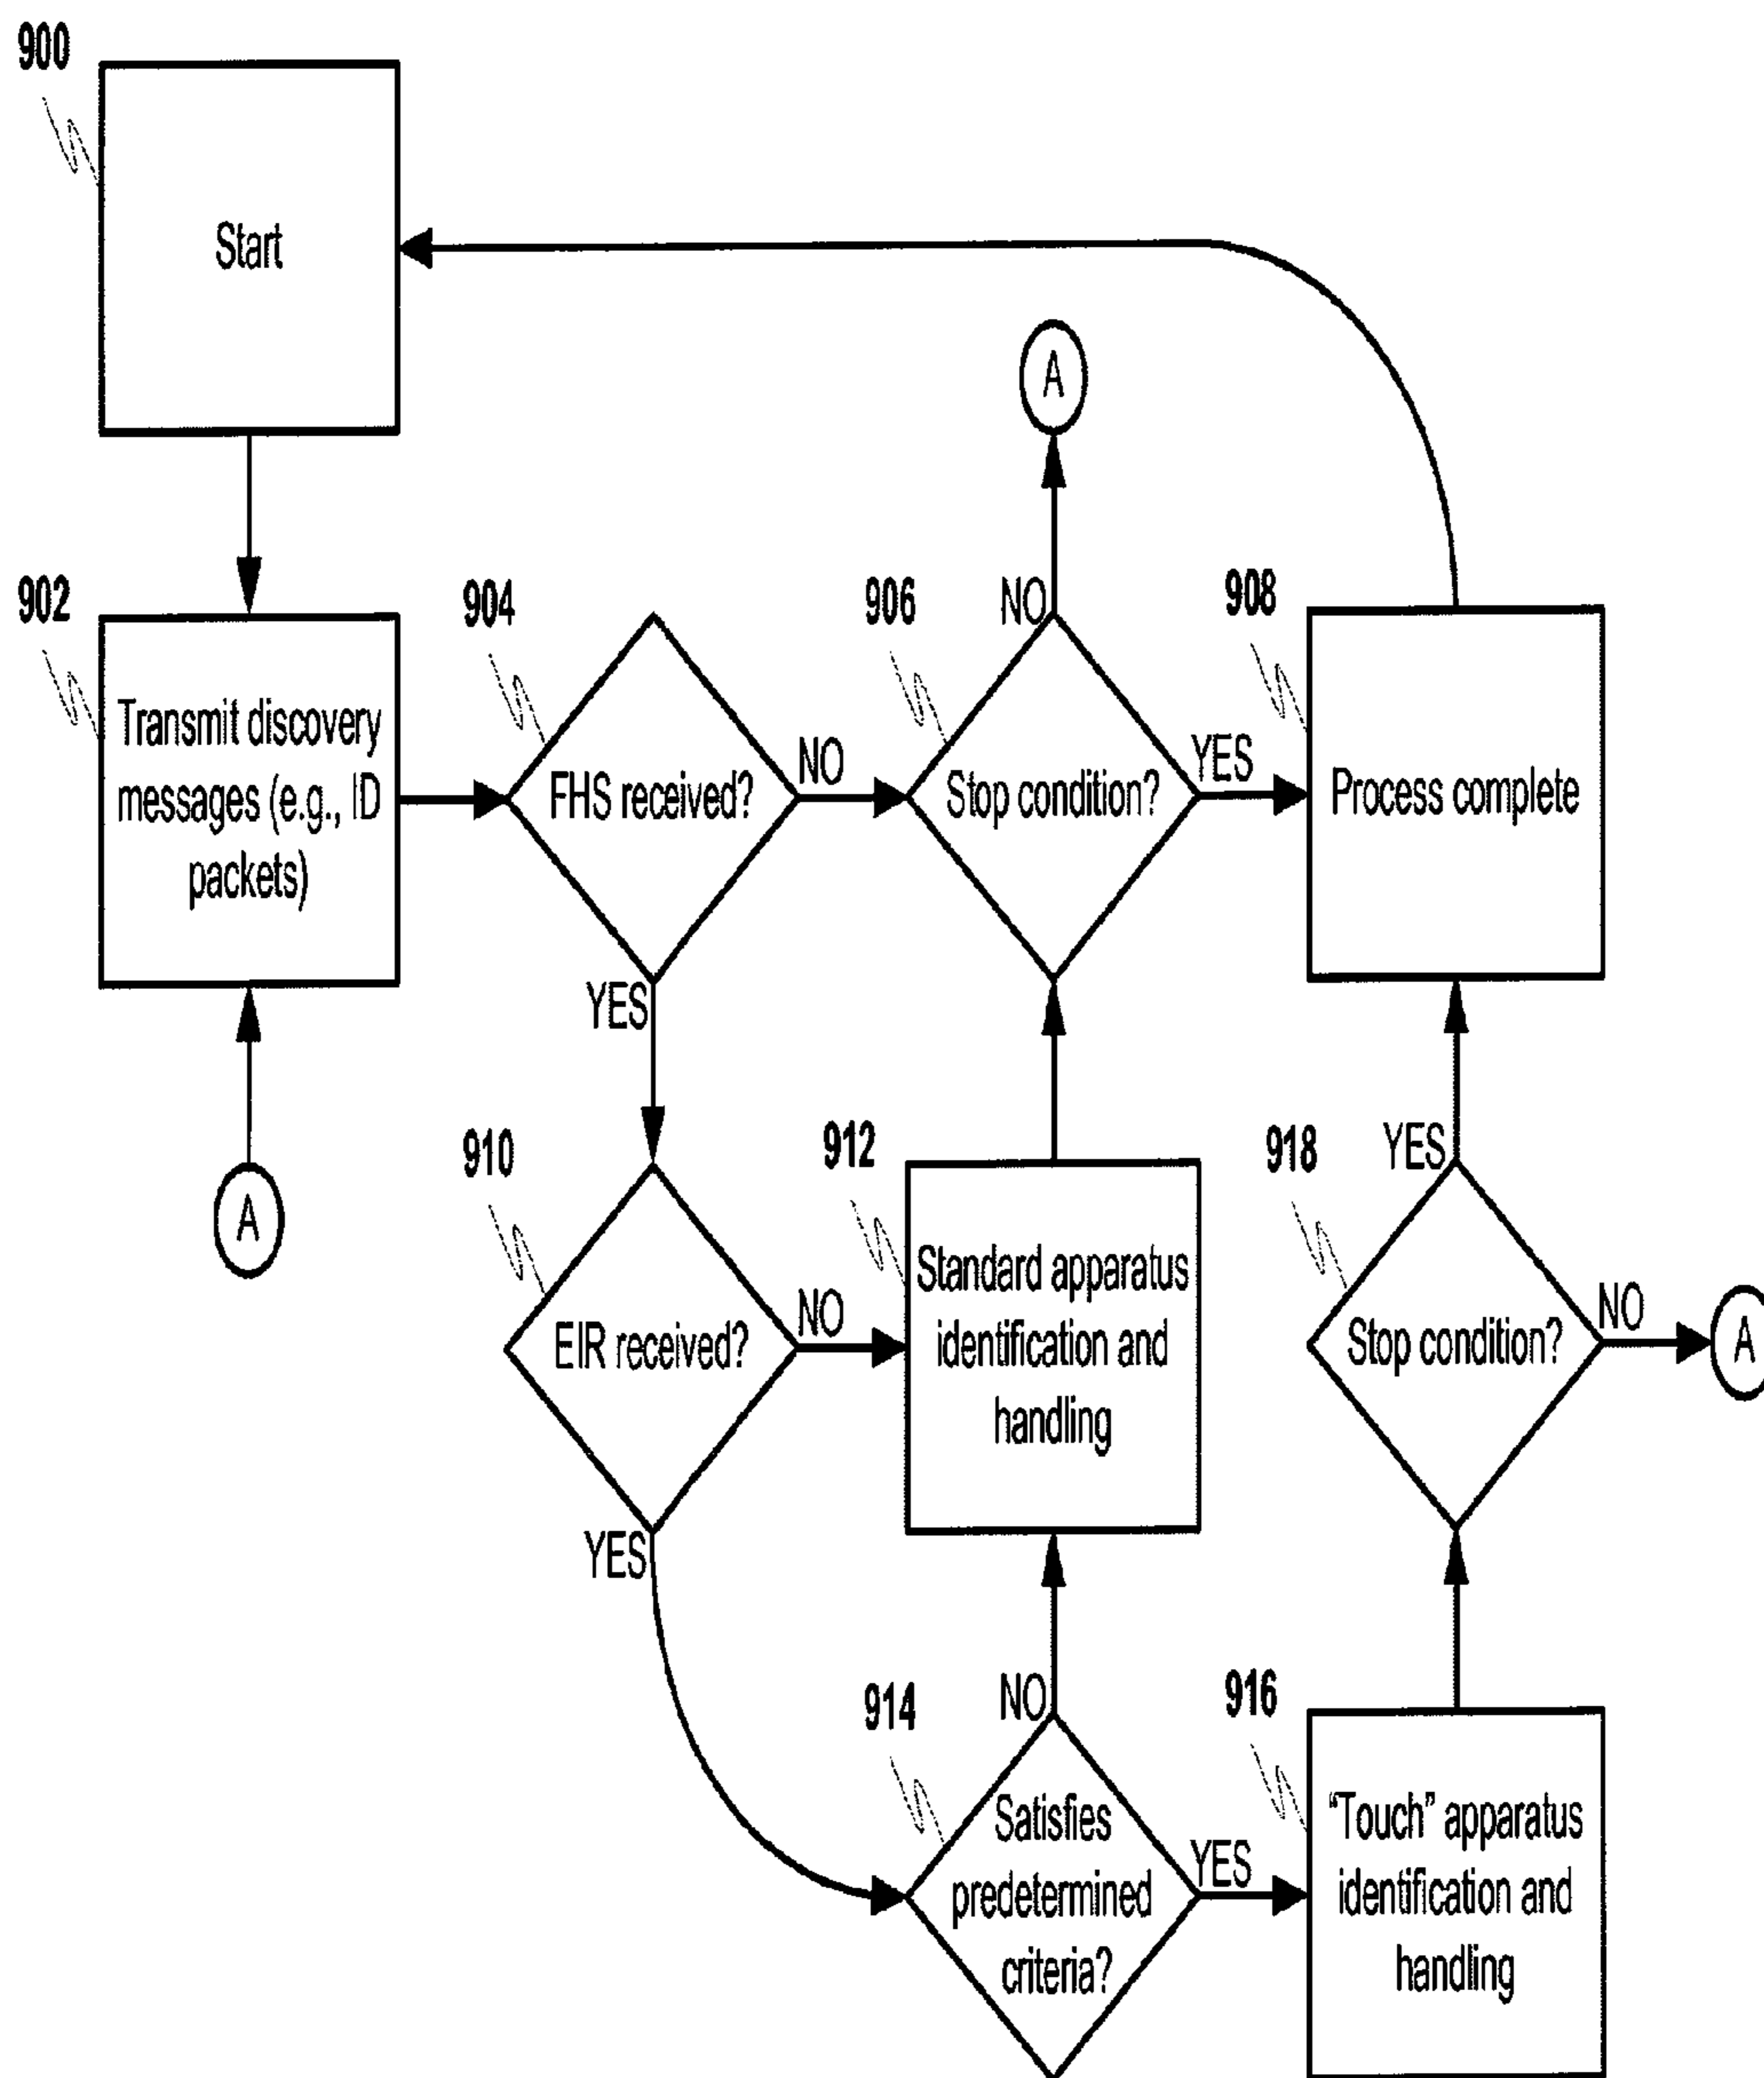 900
Start
A
902
Transmit discovery
messages (e.g., ID
packets)
904
FHS received?
NO
YES
906
NO
Stop condition?
YES
908
Process complete
A
910
EIR received?
NO
YES
912
Standard apparatus
identification and
handling
918
YES
Stop condition?
NO
A
914
NO
Satisfies
predetermined
criteria?
YES
916
“Touch” apparatus
identification and
handling